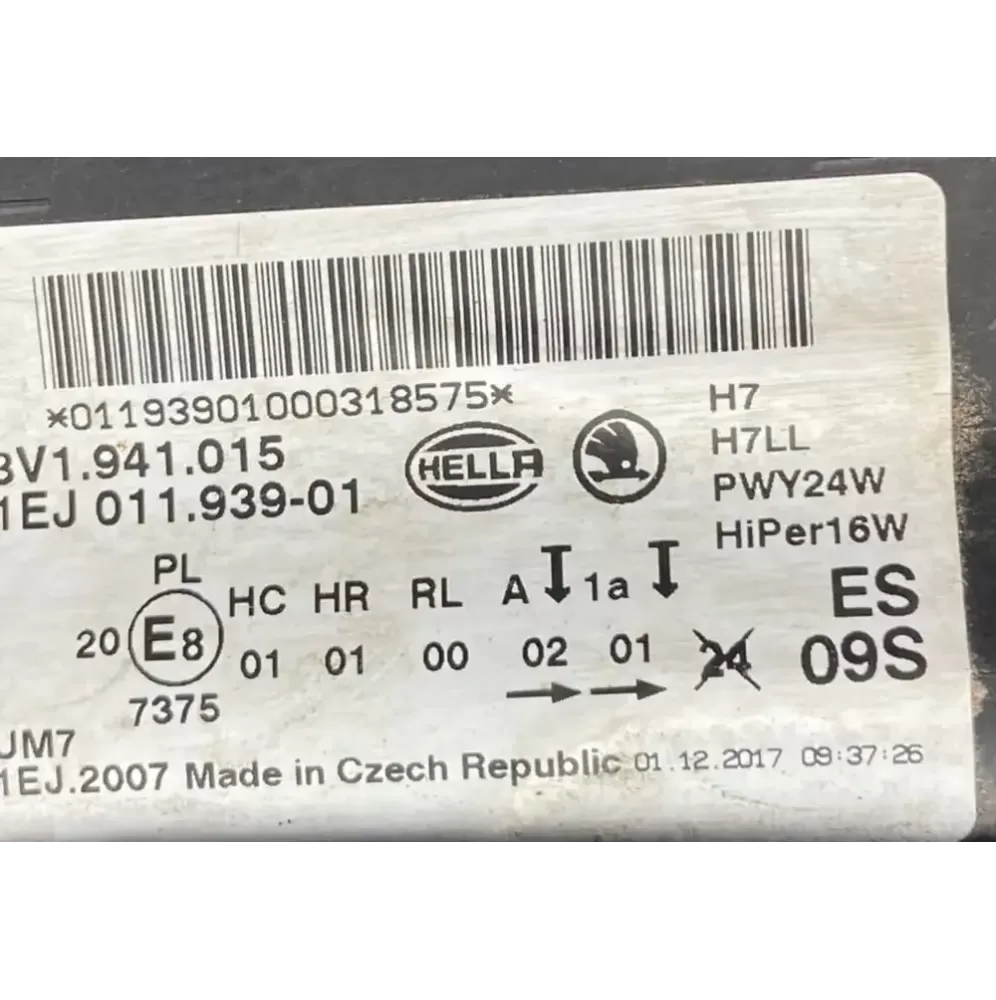 *01193901000318575*
3V1.941.015
1EJ 011.939-01
HELLA
H7
H7LL
PWY24W
HiPer16W
PL
HC HR RL A 1a
ES
20 E8 01 01 00 02 01 24 09S
7375
JM7
1EJ.2007 Made in Czech Republic 01.12.2017 09:37:26